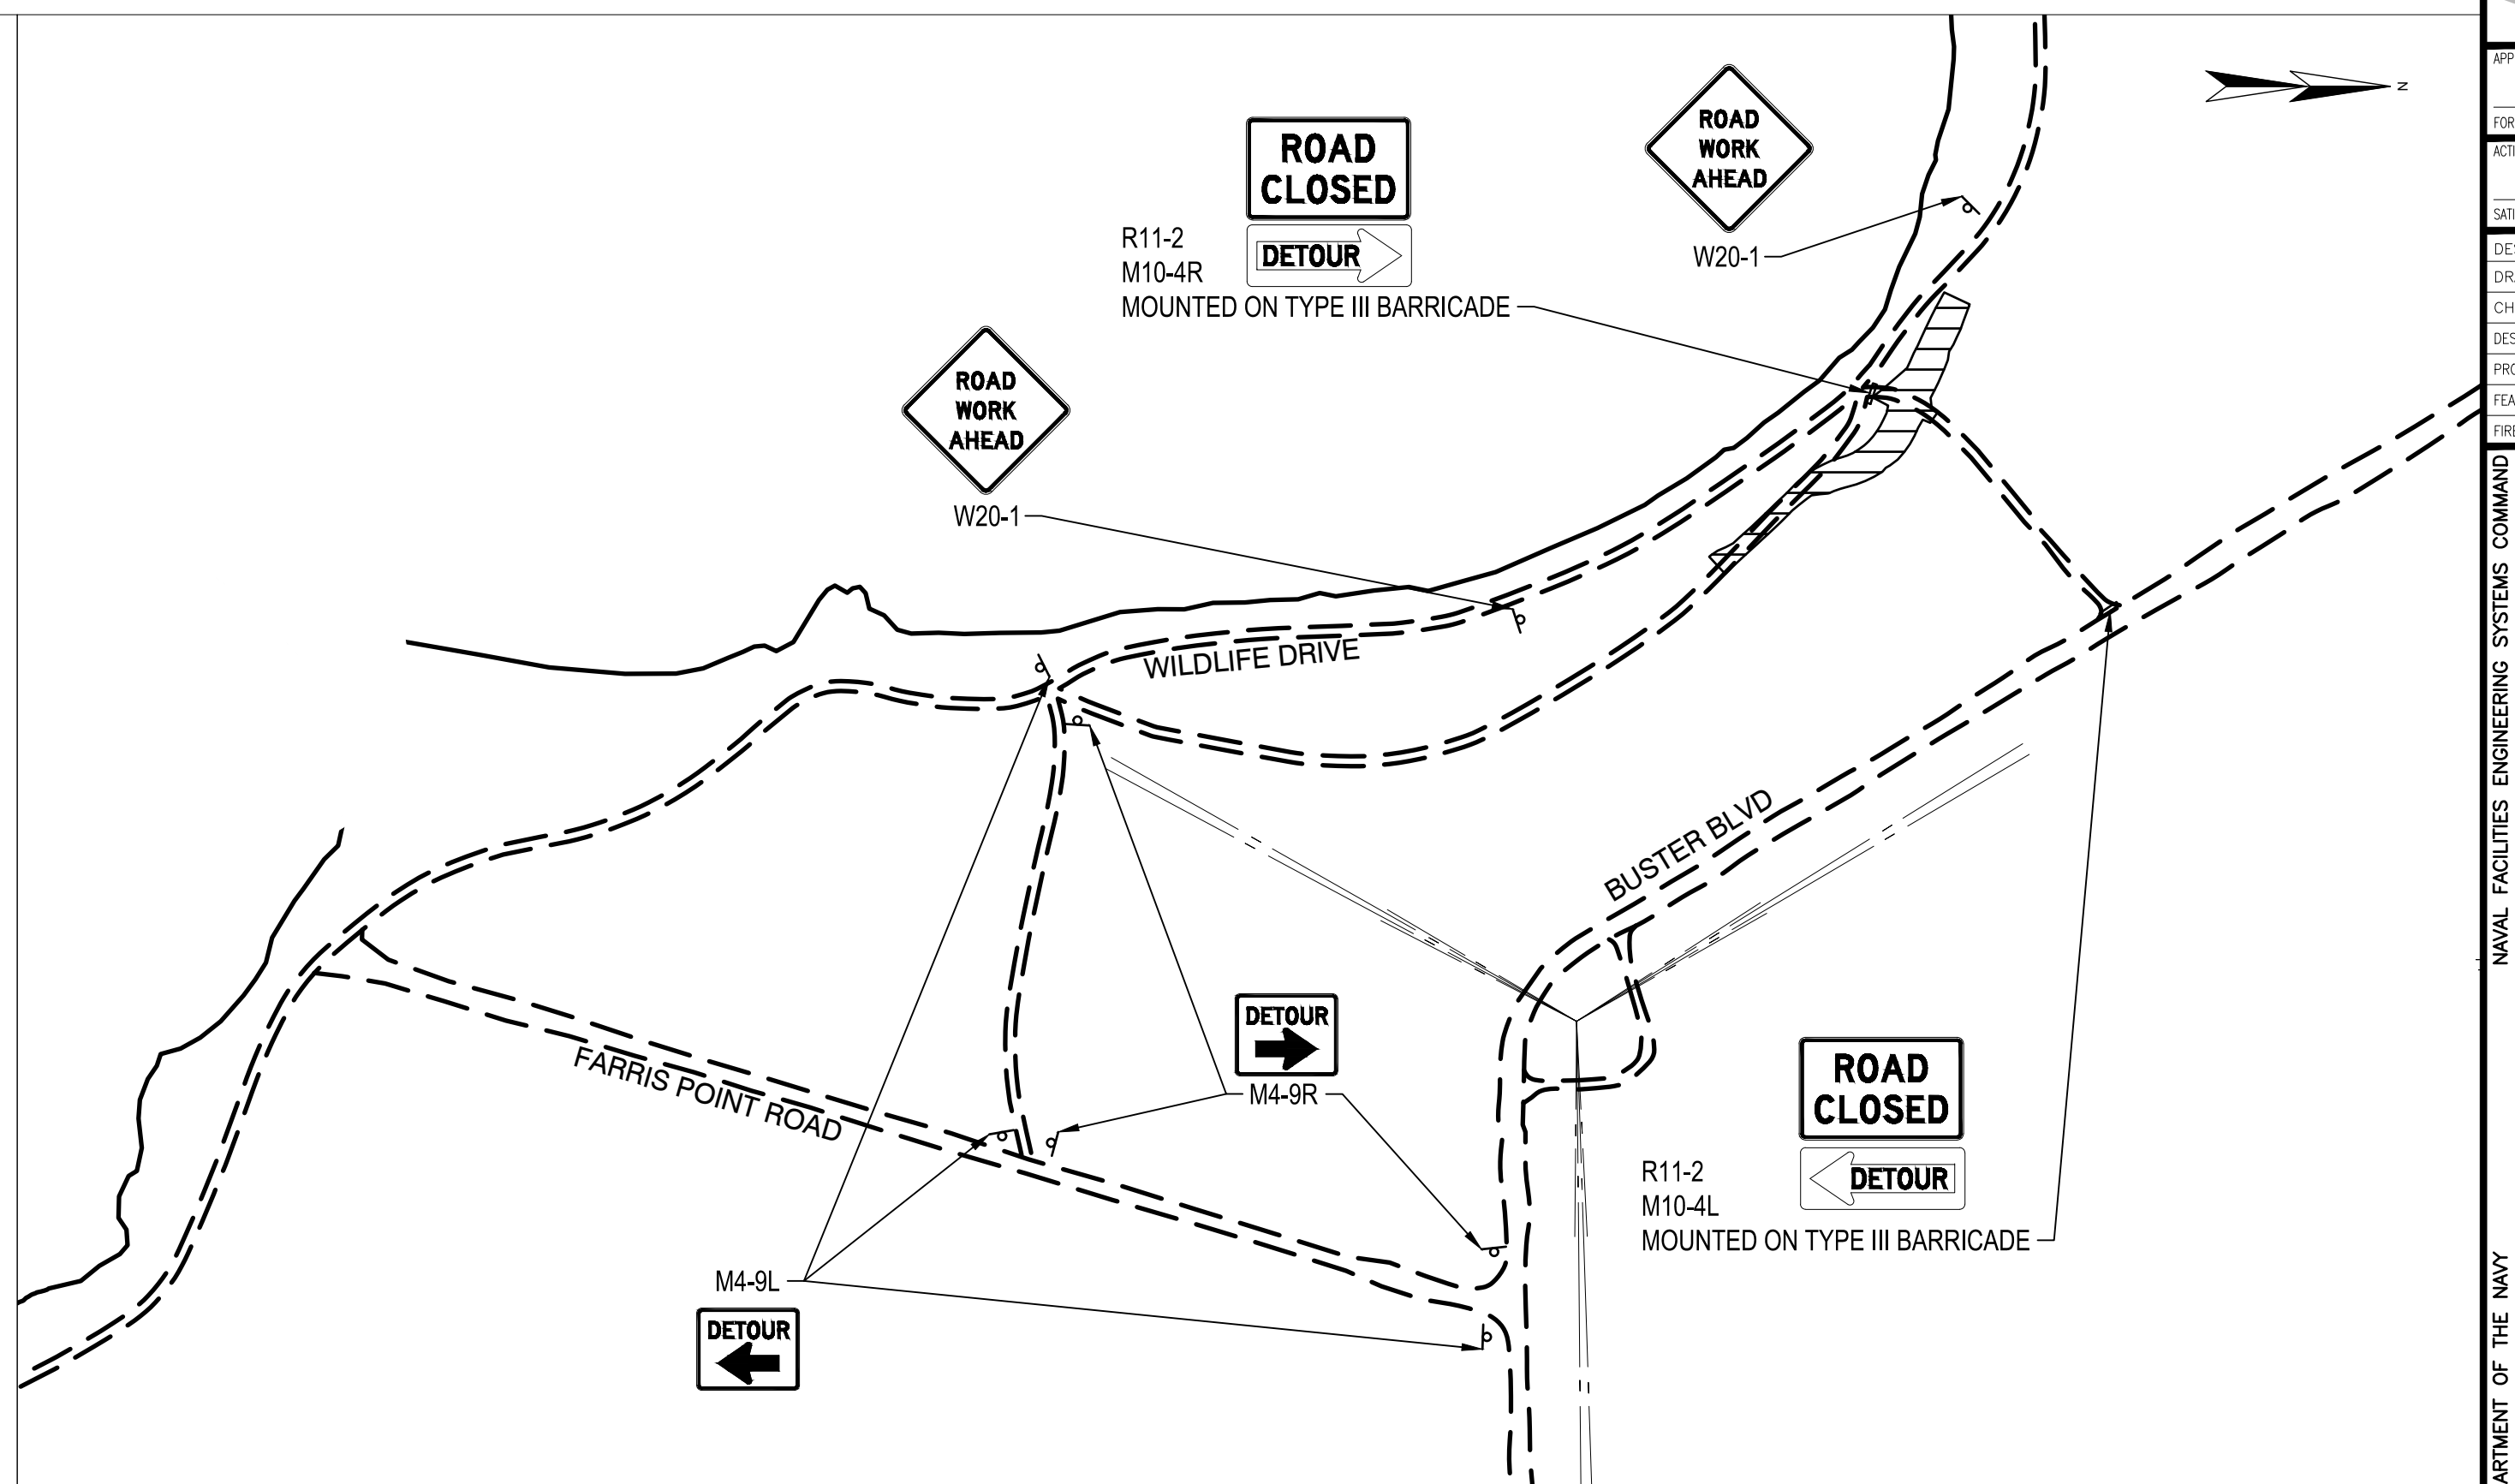 ROAD
WORK
AHEAD
W20-1
N
ROAD
CLOSED
DETOUR
R11-2
M10-4R
MOUNTED ON TYPE III BARRICADE
ROAD
WORK
AHEAD
W20-1
WILDLIFE DRIVE
BUSTER BLVD
FARRIS POINT ROAD
DETOUR
M4-9R
ROAD
CLOSED
DETOUR
R11-2
M10-4L
MOUNTED ON TYPE III BARRICADE
M4-9L
DETOUR
APP
FOR
ACTI
SATI
DES
DRA
CH
DES
PRO
FEA
FIRE
NAVAL FACILITIES ENGINEERING SYSTEMS COMMAND
ARTMENT OF THE NAVY